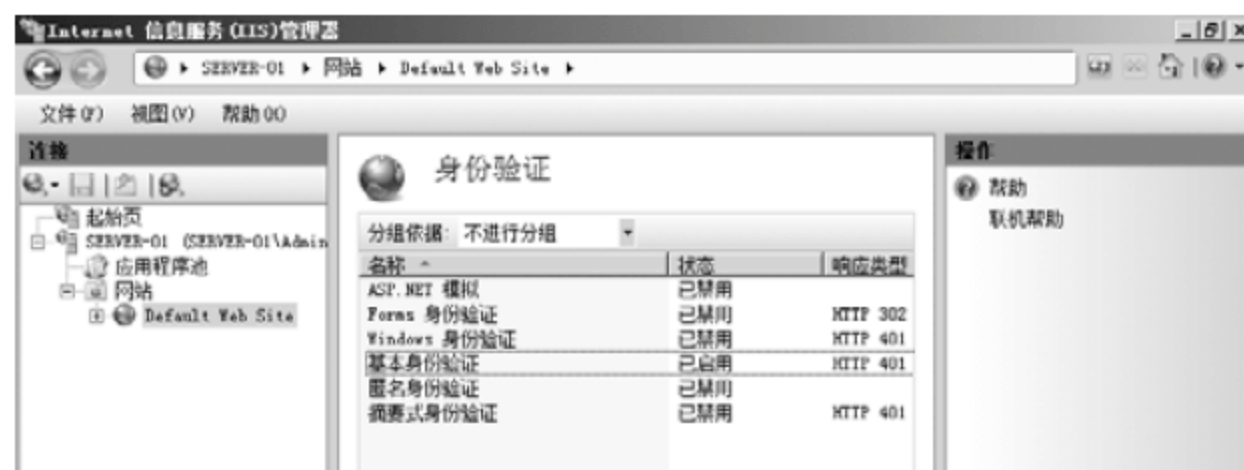 Internet 信息服务(IIS)管理器
SERVER-01 网站 Default Web Site
文件(F) 视图(V) 帮助(H)
连接
起始页
SERVER-01 (SERVER-01\Admin
应用程序池
网站
Default Web Site
身份验证
分组依据: 不进行分组
名称 状态 响应类型
ASP.NET 模拟 已禁用
Forms 身份验证 已禁用 HTTP 302
Windows 身份验证 已禁用 HTTP 401
基本身份验证 已启用 HTTP 401
匿名身份验证 已禁用
摘要式身份验证 已禁用 HTTP 401
操作
帮助
联机帮助